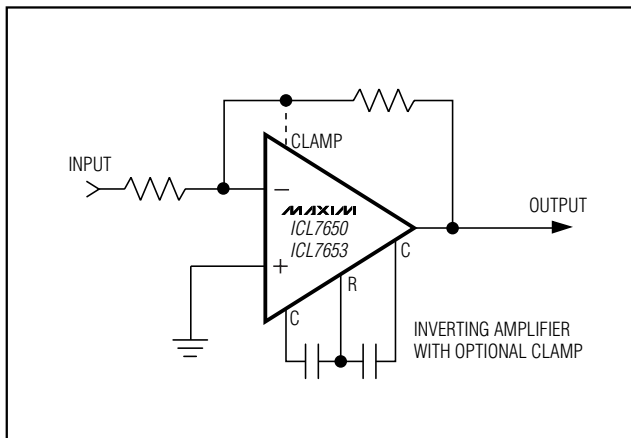 CLAMP
INPUT
−
MAXIM
OUTPUT
ICL7650
ICL7653
C
+
R
C
INVERTING AMPLIFIER
WITH OPTIONAL CLAMP